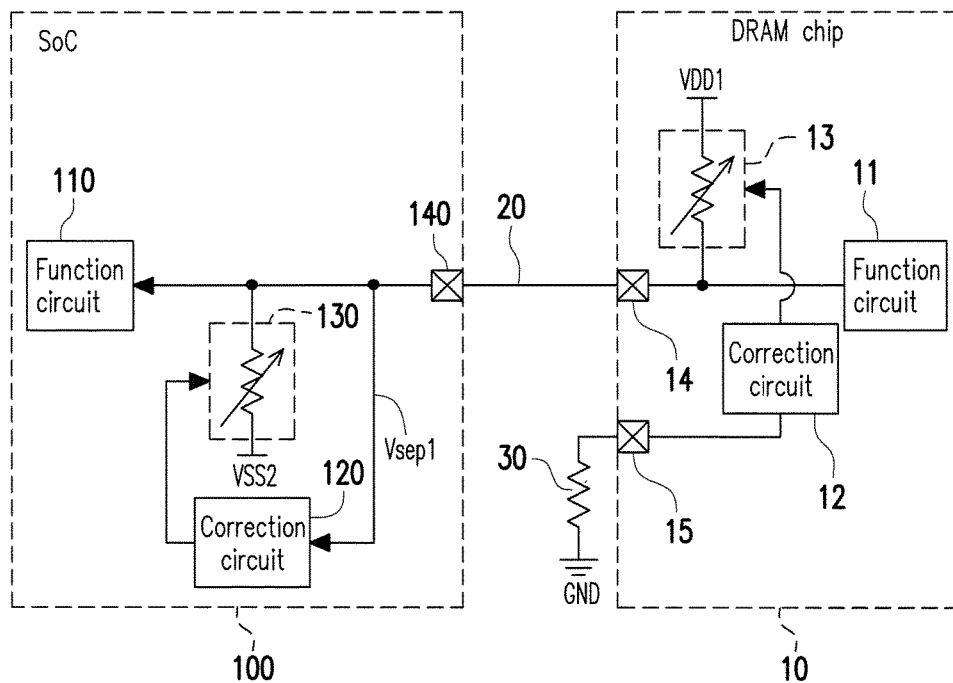 SoC
DRAM chip
VDD1
13
11
110
140
20
Function
circuit
130
Function
circuit
14
Correction
circuit
Vsep1
VSS2
120
30
15
12
Correction
circuit
GND
100
10